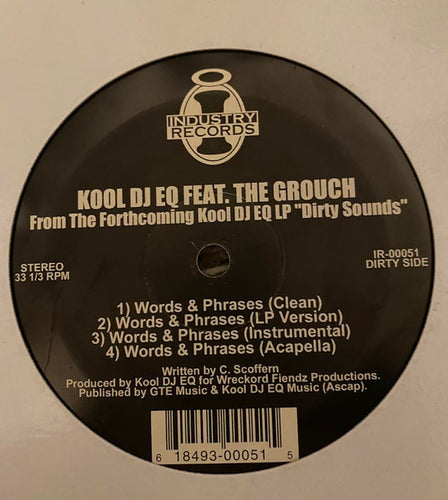 INDUSTRY
RECORDS
KOOL DJ EQ FEAT. THE GROUCH
From The Forthcoming Kool DJ EQ LP "Dirty Sounds"
STEREO
33 1/3 RPM
IR-00051
DIRTY SIDE
1) Words & Phrases (Clean)
2) Words & Phrases (LP Version)
3) Words & Phrases (Instrumental)
4) Words & Phrases (Acapella)
Written by C. Scoffern
Produced by Kool DJ EQ for Wreckord Fiendz Productions.
Published by GTE Music & Kool DJ EQ Music (Ascap).
6 18493-00051 5